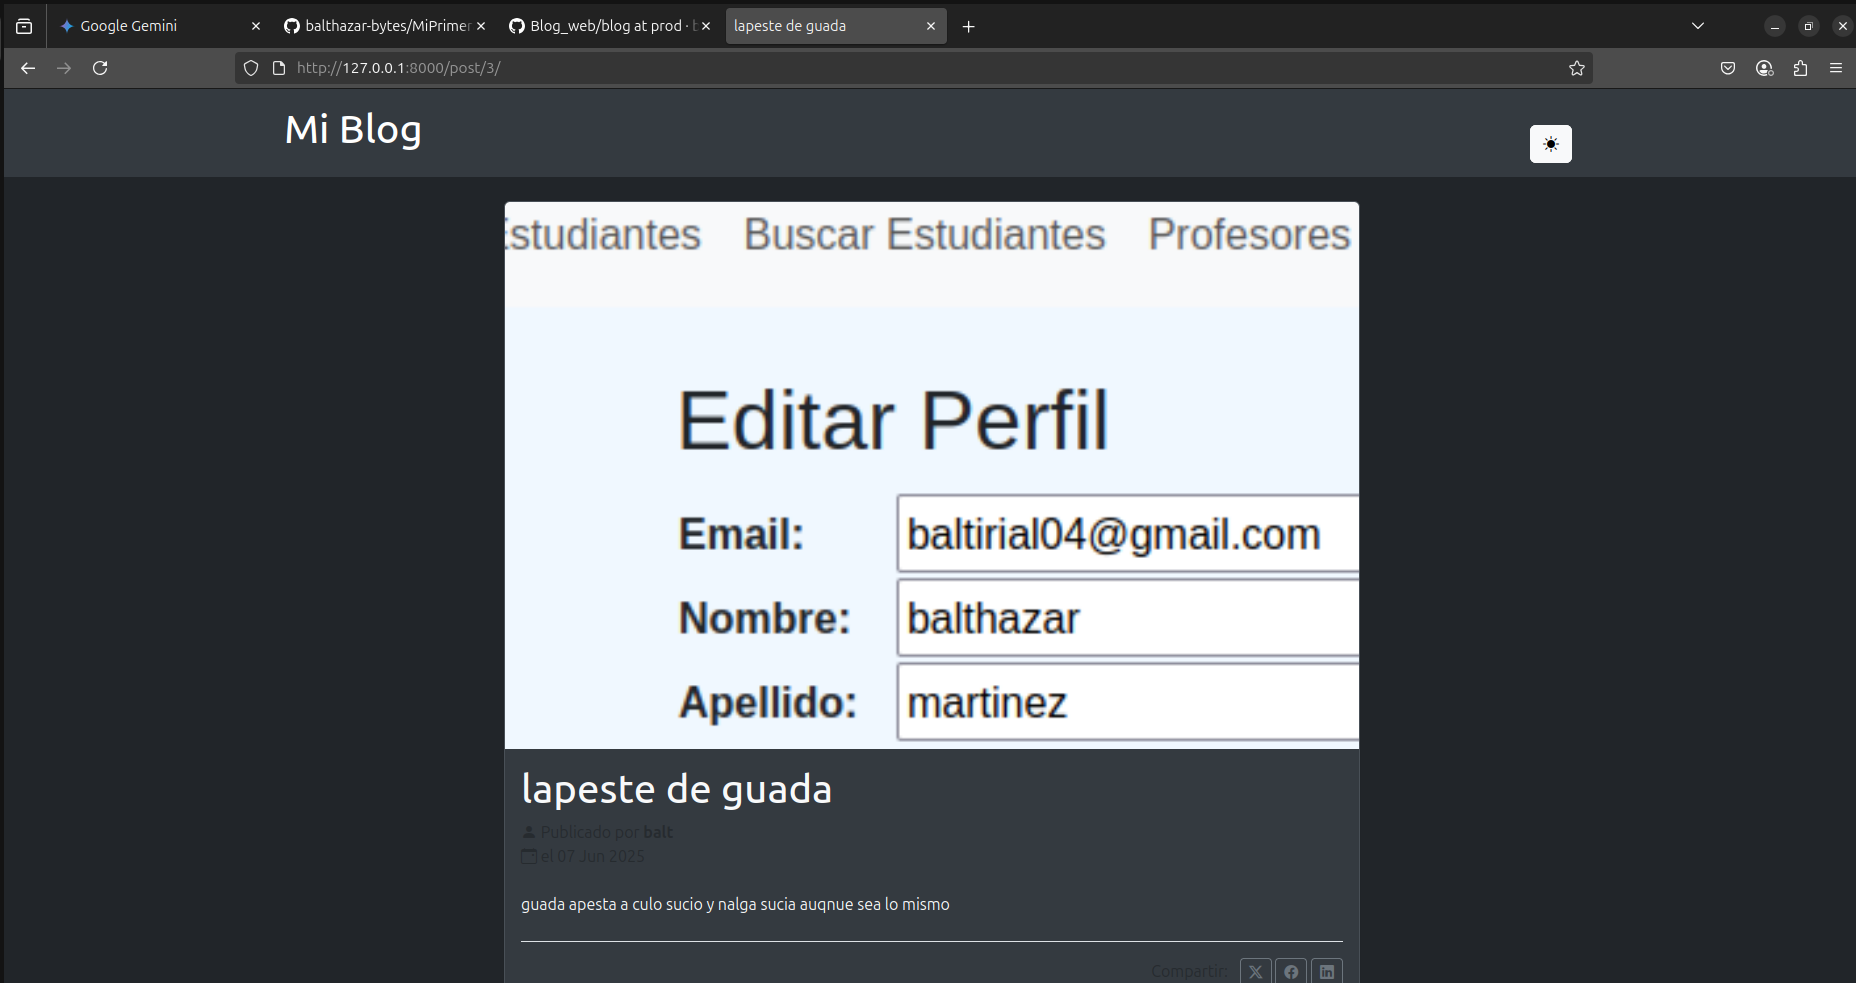 Google Gemini
balthazar-bytes/MiPrimer
Blog_web/blog at prod ·
lapeste de guada
http://127.0.0.1:8000/post/3/
Mi Blog
Estudiantes Buscar Estudiantes Profesores
Editar Perfil
Email: baltirial04@gmail.com
Nombre: balthazar
Apellido: martinez
lapeste de guada
Publicado por balt
el 07 Jun 2025
guada apesta a culo sucio y nalga sucia auqnue sea lo mismo
Compartir: